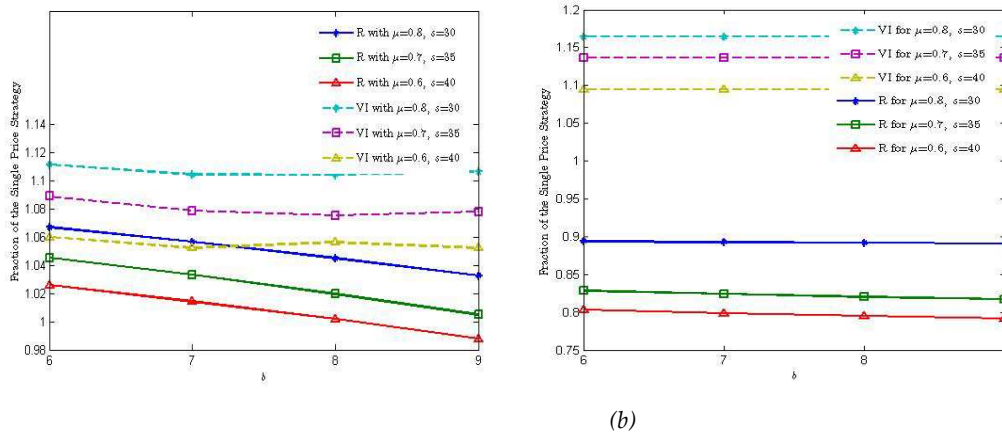 Fraction of the Single Price Strategy
1.14
1.12
1.10
1.08
1.06
1.04
1.02
1
0.98
6
7
8
9
b
R with μ=0.8, s=30
R with μ=0.7, s=35
R with μ=0.6, s=40
VI with μ=0.8, s=30
VI with μ=0.7, s=35
VI with μ=0.6, s=40
Fraction of the Single Price Strategy
1.2
1.15
1.1
1
0.9
0.85
0.8
0.75
6
7
8
b
VI for μ=0.8, s=30
VI for μ=0.7, s=35
VI for μ=0.6, s=40
R for μ=0.8, s=30
R for μ=0.7, s=35
R for μ=0.6, s=40
(b)